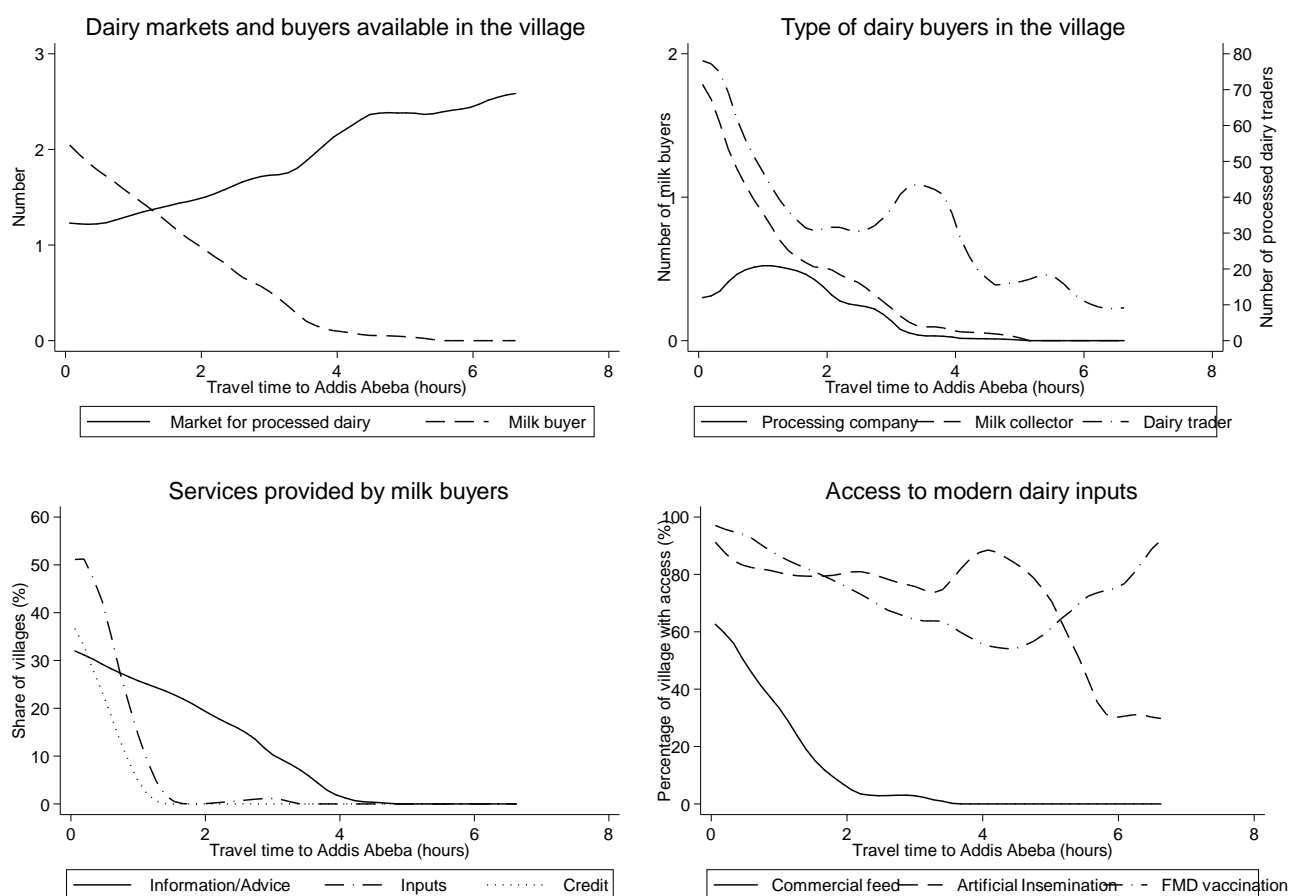 Dairy markets and buyers available in the village
3
2
1
0
Number
0 2 4 6 8
Travel time to Addis Abeba (hours)
Market for processed dairy Milk buyer
Type of dairy buyers in the village
2
1
0
Number of milk buyers
80
70
60
50
40
30
20
10
0
Number of processed dairy traders
0 2 4 6 8
Travel time to Addis Abeba (hours)
Processing company Milk collector Dairy trader
Services provided by milk buyers
60
50
40
30
20
10
0
Share of villages (%)
0 2 4 6 8
Travel time to Addis Abeba (hours)
Information/Advice Inputs Credit
Access to modern dairy inputs
100
80
60
40
20
0
Percentage of village with access (%)
0 2 4 6 8
Travel time to Addis Abeba (hours)
Commercial feed Artificial Insemination FMD vaccination